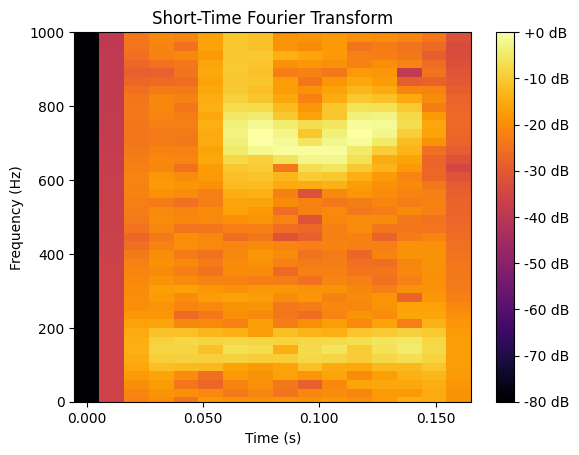 Short-Time Fourier Transform
1000
800
600
400
200
0
Frequency (Hz)
0.000
0.050
0.100
0.150
Time (s)
+0 dB
-10 dB
-20 dB
-30 dB
-40 dB
-50 dB
-60 dB
-70 dB
-80 dB